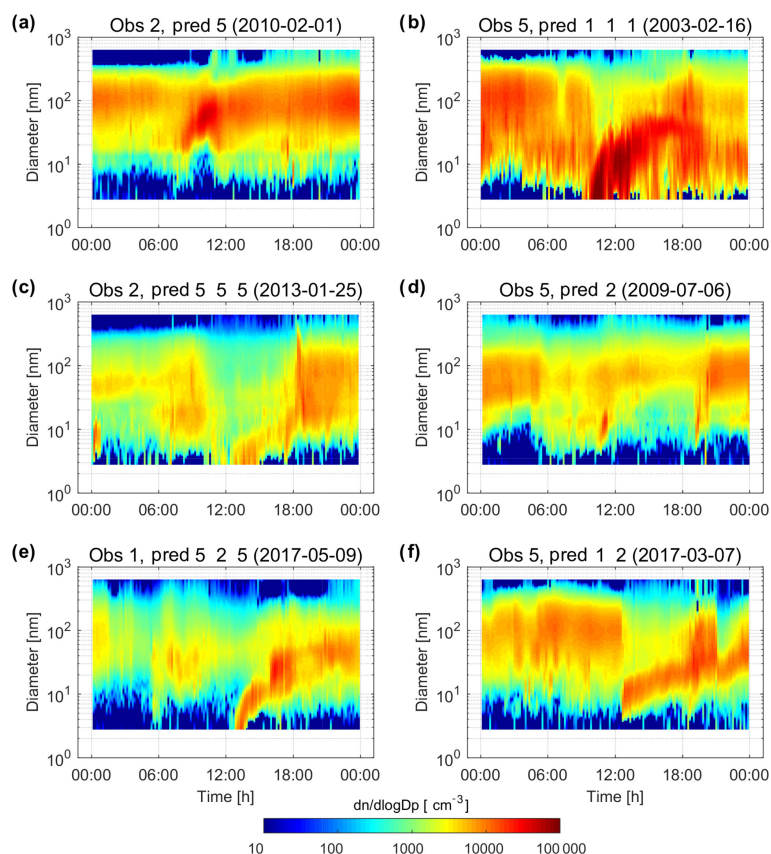 (a) Obs 2, pred 5 (2010-02-01)
(b) Obs 5, pred 1 1 1 (2003-02-16)
10³
10²
10¹
10⁰
Diameter [nm]
00:00 06:00 12:00 18:00 00:00
10³
10²
10¹
10⁰
Diameter [nm]
00:00 06:00 12:00 18:00 00:00
(c) Obs 2, pred 5 5 5 (2013-01-25)
(d) Obs 5, pred 2 (2009-07-06)
10³
10²
10¹
10⁰
Diameter [nm]
00:00 06:00 12:00 18:00 00:00
10³
10²
10¹
10⁰
Diameter [nm]
00:00 06:00 12:00 18:00 00:00
(e) Obs 1, pred 5 2 5 (2017-05-09)
(f) Obs 5, pred 1 2 (2017-03-07)
10³
10²
10¹
10⁰
Diameter [nm]
00:00 06:00 12:00 18:00 00:00
Time [h]
10³
10²
10¹
10⁰
Diameter [nm]
00:00 06:00 12:00 18:00 00:00
Time [h]
dn/dlogDp [ cm⁻³]
10 100 1000 10000 100 000